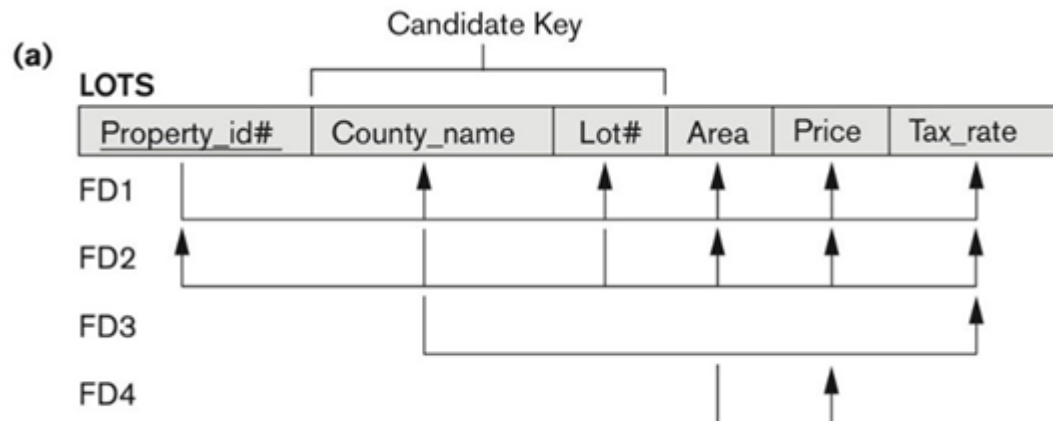 Candidate Key
(a)
LOTS
Property_id# County_name Lot# Area Price Tax_rate
FD1
FD2
FD3
FD4